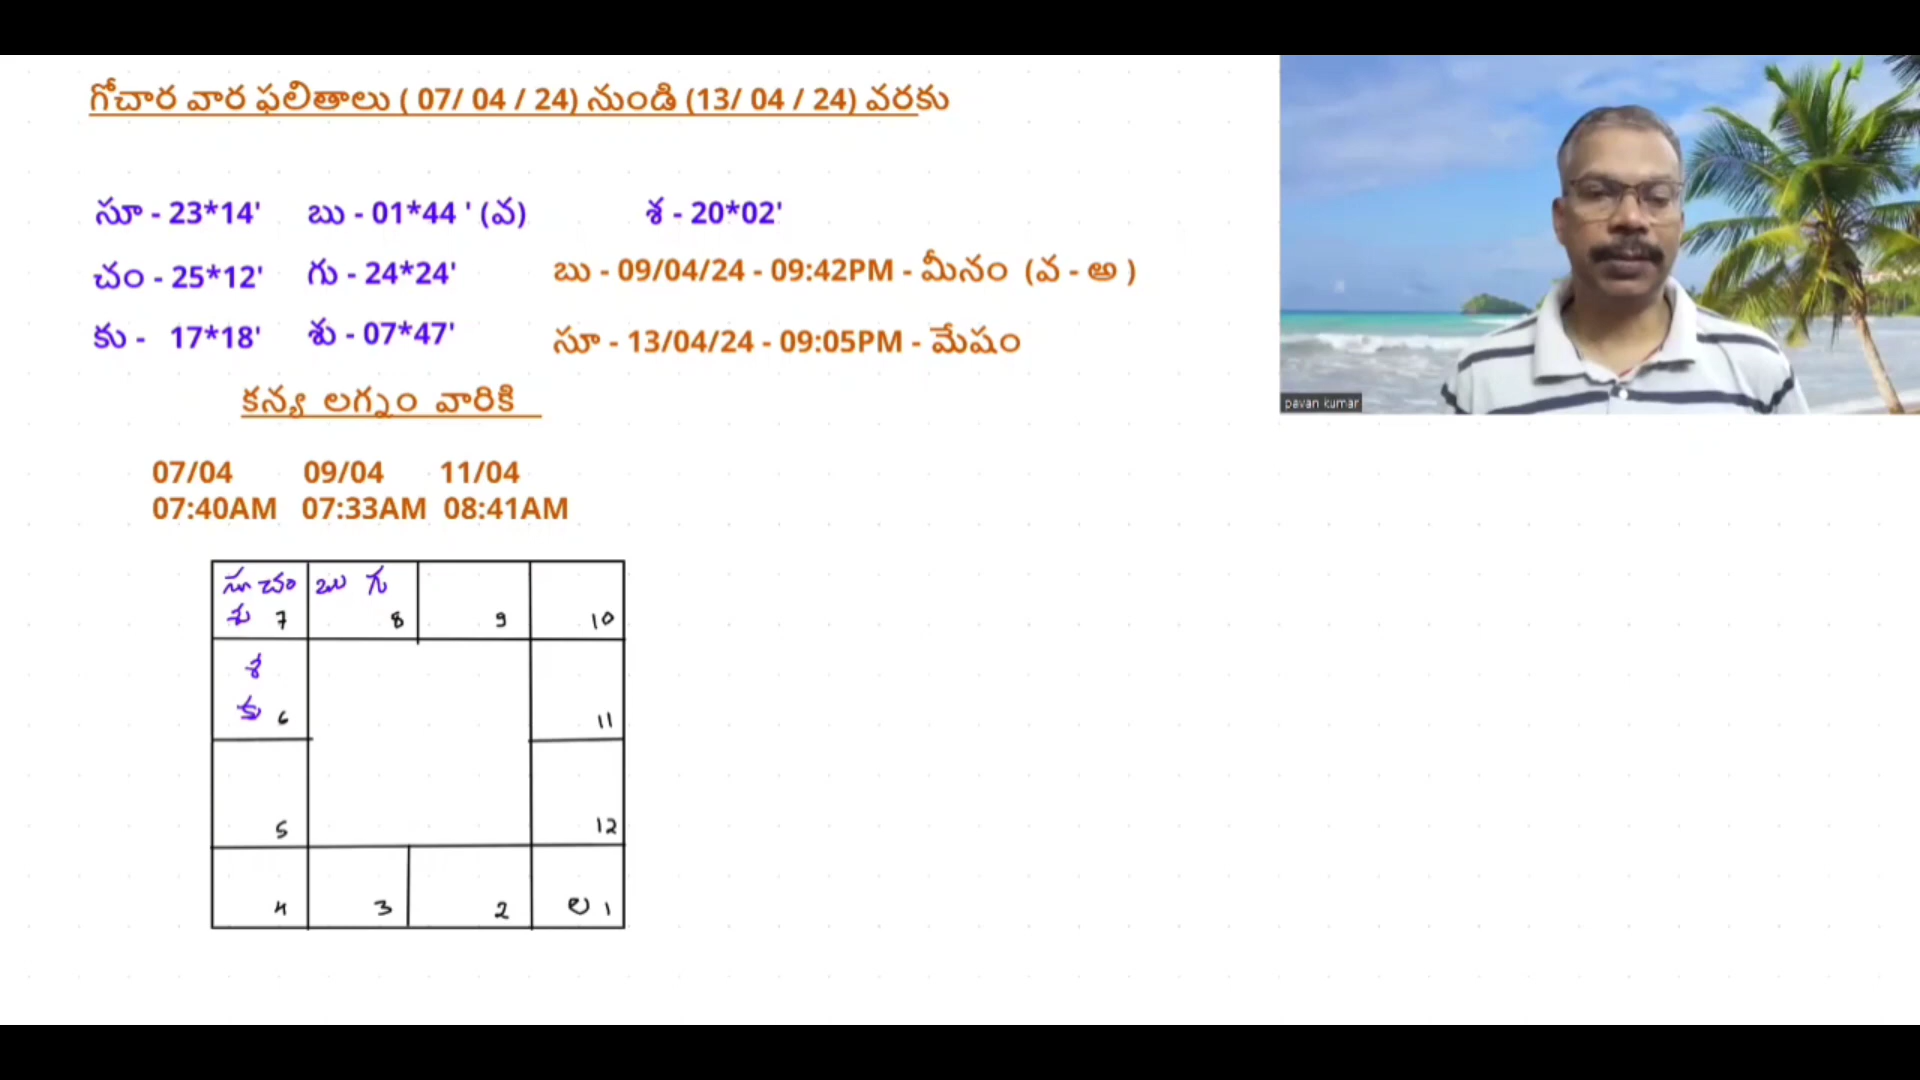 గోచార వార ఫలితాలు ( 07/ 04 / 24) నుండి (13/ 04 / 24) వరకు
సూ - 23*14' బు - 01*44 ' (వ) శ - 20*02'
చం - 25*12' గు - 24*24' బు - 09/04/24 - 09:42PM - మీనం (వ - అ )
కు - 17*18' శు - 07*47' సూ - 13/04/24 - 09:05PM - మేషం
pavan kumar
కన్య లగ్నం వారికి
07/04 09/04 11/04
07:40AM 07:33AM 08:41AM
సూ చం బు గు
శు 7 8 9 10
శ
కు 6 11
5 12
4 3 2 ల 1